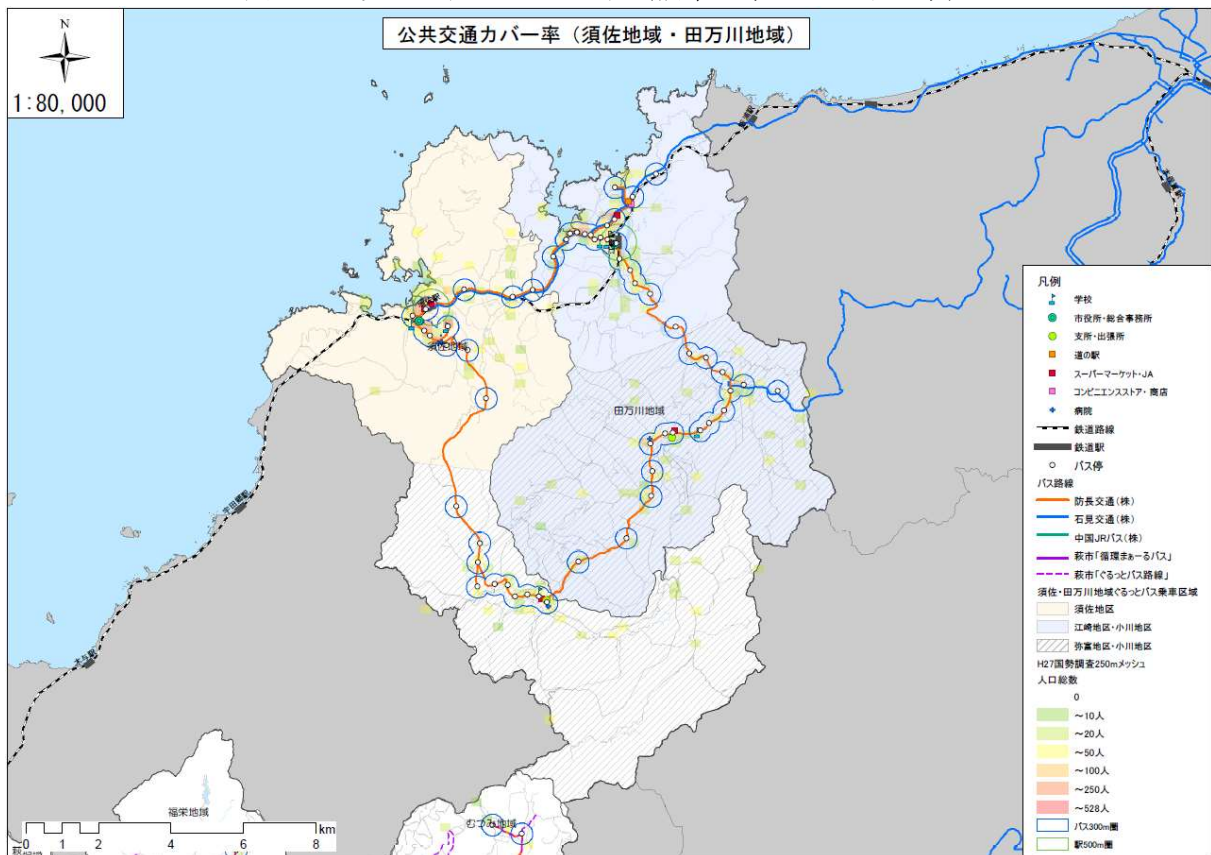 公共交通カバー率（須佐地域・田万川地域）
N
1:80,000
須佐地域
田万川地域
福栄地域
むつみ地域
0 1 2 4 6 8
km
凡例
学校
市役所・総合事務所
支所・出張所
道の駅
スーパーマーケット・JA
コンビニエンスストア・商店
病院
鉄道路線
鉄道駅
バス停
バス路線
防長交通(株)
石見交通(株)
中国JRバス(株)
萩市「循環まぁーるバス」
萩市「ぐるっとバス路線」
須佐・田万川地域ぐるっとバス乗車区域
須佐地区
江崎地区・小川地区
弥富地区・小川地区
H27国勢調査250mメッシュ
人口総数
0
～10人
～20人
～50人
～100人
～250人
～528人
バス300m圏
駅500m圏